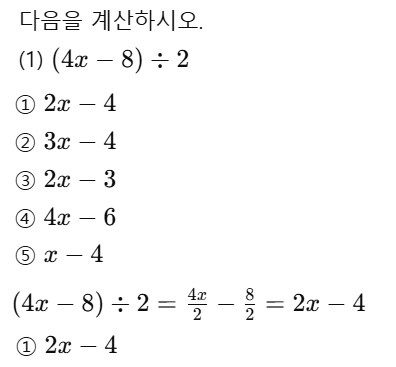 다음을 계산하시오.
(1) (4x − 8) ÷ 2
① 2x − 4
② 3x − 4
③ 2x − 3
④ 4x − 6
⑤ x − 4
(4x − 8) ÷ 2 = \frac{4x}{2} − \frac{8}{2} = 2x − 4
① 2x − 4